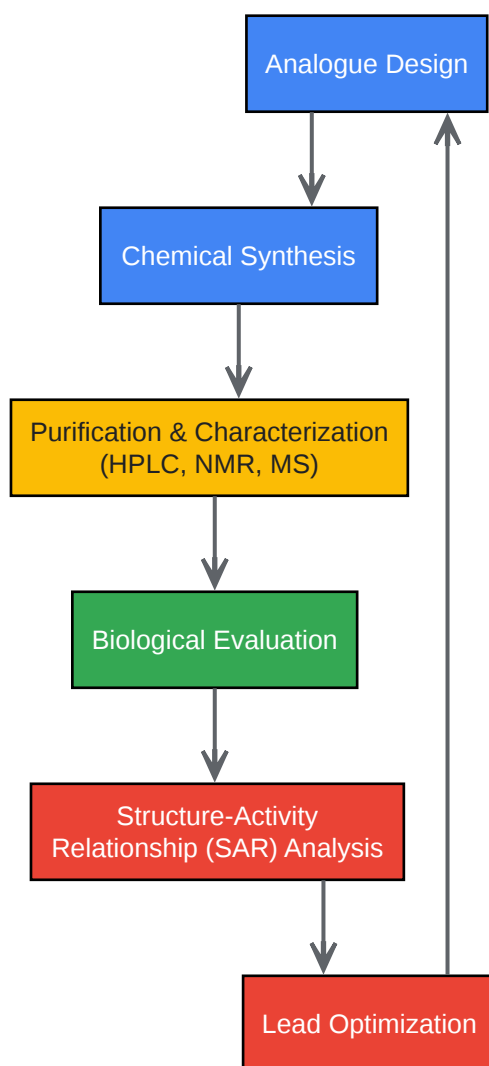 Analogue Design
Chemical Synthesis
Purification & Characterization
(HPLC, NMR, MS)
Biological Evaluation
Structure-Activity
Relationship (SAR) Analysis
Lead Optimization